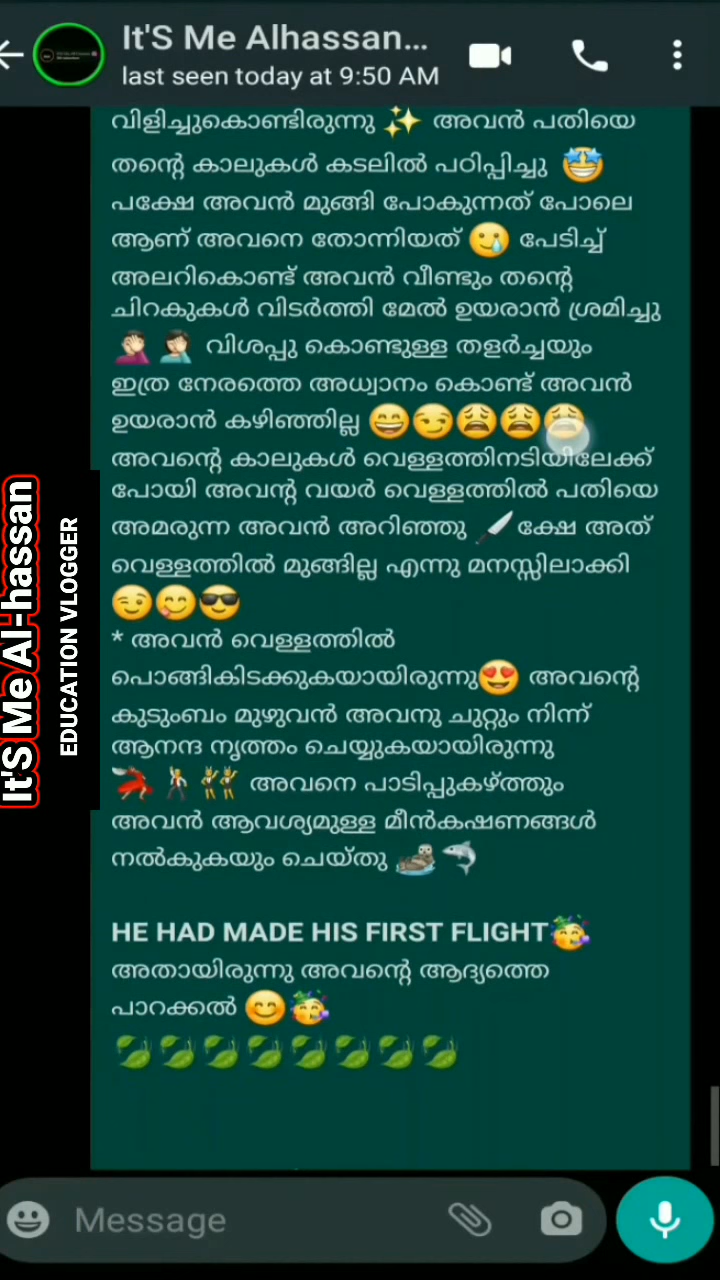 It'S Me Alhassan...
last seen today at 9:50 AM
വിളിച്ചുകൊണ്ടിരുന്നു ✨ അവൻ പതിയെ
തന്റെ കാലുകൾ കടലിൽ പഠിപ്പിച്ചു 🤩
പക്ഷേ അവൻ മുങ്ങി പോകുന്നത് പോലെ
ആണ് അവനെ തോന്നിയത് 🥲 പേടിച്ച്
അലറികൊണ്ട് അവൻ വീണ്ടും തന്റെ
ചിറകുകൾ വിടർത്തി മേൽ ഉയരാൻ ശ്രമിച്ചു
🤦🏻‍♂️ 🤦🏻‍♀️ വിശപ്പു കൊണ്ടുള്ള തളർച്ചയും
ഇത്ര നേരത്തെ അധ്വാനം കൊണ്ട് അവൻ
ഉയരാൻ കഴിഞ്ഞില്ല 😄😏😩😩😩
അവന്റെ കാലുകൾ വെള്ളത്തിനടിയിലേക്ക്
പോയി അവന്റ വയർ വെള്ളത്തിൽ പതിയെ
അമരുന്ന അവൻ അറിഞ്ഞു 🔪ക്ഷേ അത്
വെള്ളത്തിൽ മുങ്ങില്ല എന്നു മനസ്സിലാക്കി
😉😋😎
* അവൻ വെള്ളത്തിൽ
പൊങ്ങികിടക്കുകയായിരുന്നു😍 അവന്റെ
കുടുംബം മുഴുവൻ അവനു ചുറ്റും നിന്ന്
ആനന്ദ നൃത്തം ചെയ്യുകയായിരുന്നു
💃 🕺 👯 അവനെ പാടിപ്പുകഴ്ത്തും
അവൻ ആവശ്യമുള്ള മീൻകഷണങ്ങൾ
നൽകുകയും ചെയ്തു 🦦🦈
HE HAD MADE HIS FIRST FLIGHT🥳
അതായിരുന്നു അവന്റെ ആദ്യത്തെ
പാറക്കൽ 😊🥳
🍃🍃🍃🍃🍃🍃🍃🍃
It'S Me Al-hassan
EDUCATION VLOGGER
Message